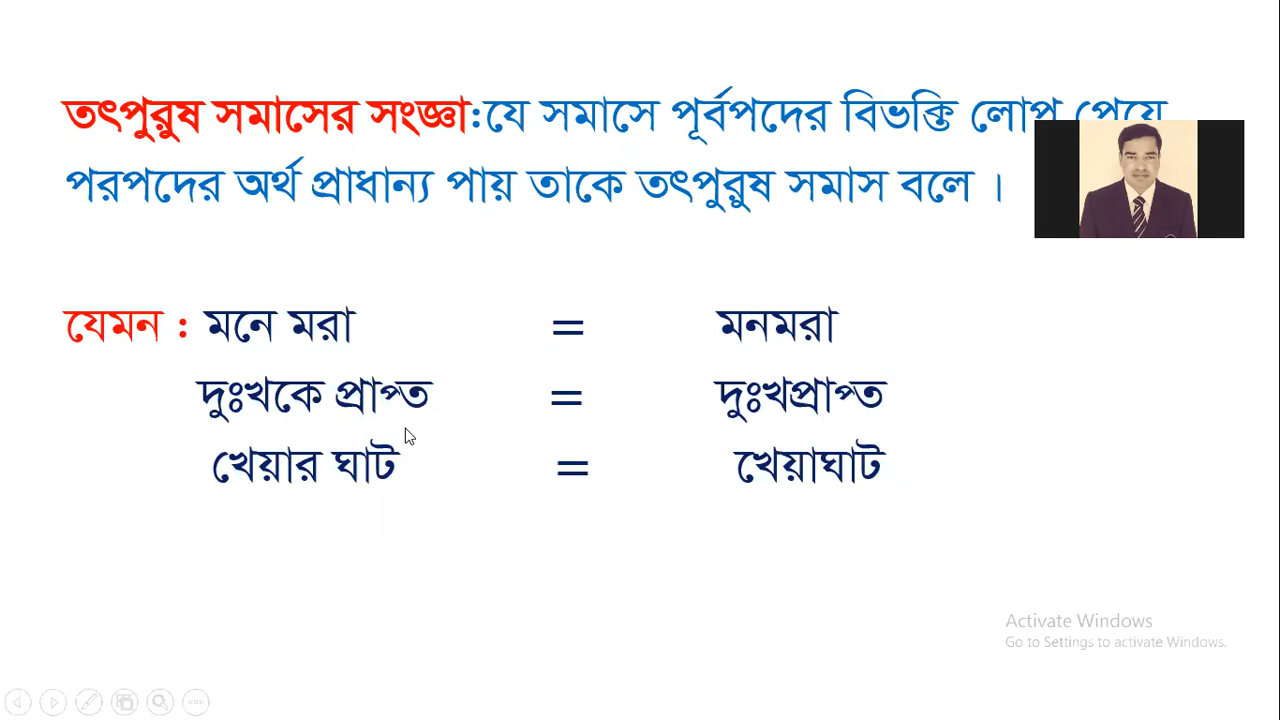 তৎপুরুষ সমাসের সংজ্ঞা:যে সমাসে পূর্বপদের বিভক্তি লোপ পেয়ে
পরপদের অর্থ প্রাধান্য পায় তাকে তৎপুরুষ সমাস বলে ।
যেমন : মনে মরা = মনমরা
দুঃখকে প্রাপ্ত = দুঃখপ্রাপ্ত
খেয়ার ঘাট = খেয়াঘাট
Activate Windows
Go to Settings to activate Windows.